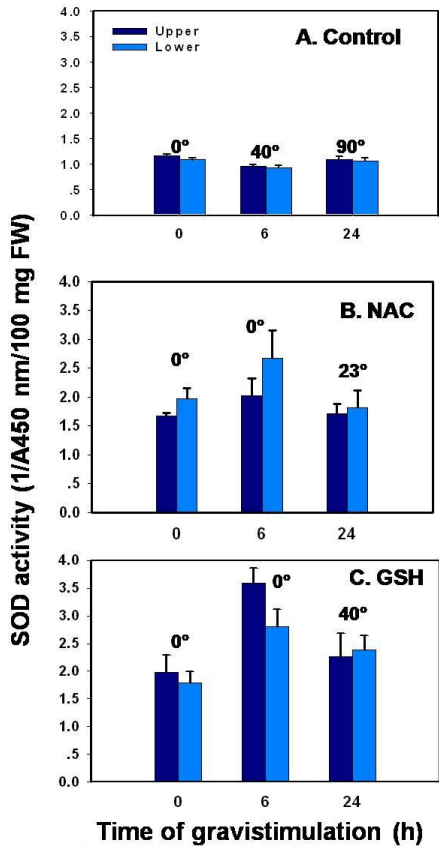 SOD activity (1/A450 nm/100 mg FW)
A. Control
Upper
Lower
4.0
3.5
3.0
2.5
2.0
1.5
1.0
.5
0.0
0° 40° 90°
0 6 24
B. NAC
4.0
3.5
3.0
2.5
2.0
1.5
1.0
.5
0.0
0° 0° 23°
0 6 24
C. GSH
4.0
3.5
3.0
2.5
2.0
1.5
1.0
.5
0.0
0° 0° 40°
0 6 24
Time of gravistimulation (h)